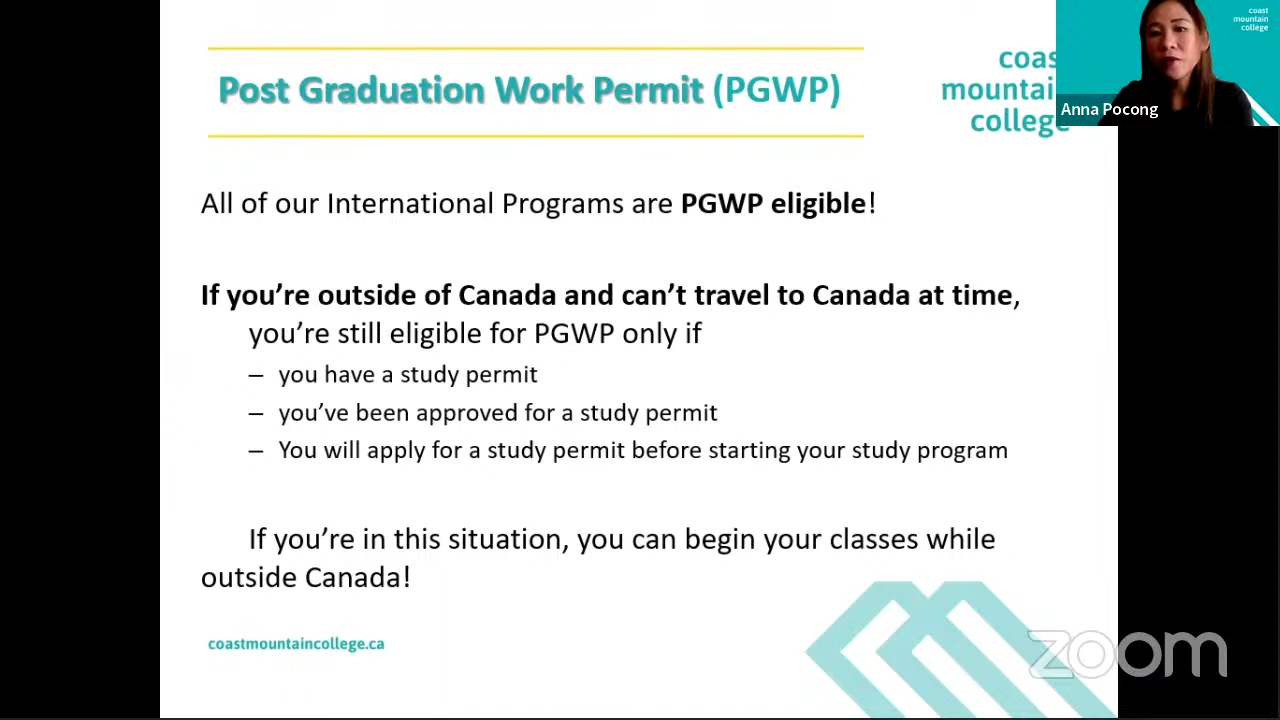 Post Graduation Work Permit (PGWP)
coas
mountai
college
coast
mountain
college
Anna Pocong
All of our International Programs are PGWP eligible!
If you're outside of Canada and can't travel to Canada at time,
you're still eligible for PGWP only if
– you have a study permit
– you've been approved for a study permit
– You will apply for a study permit before starting your study program
If you're in this situation, you can begin your classes while
outside Canada!
coastmountaincollege.ca
zoom